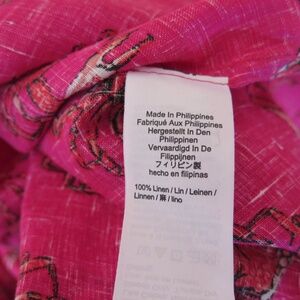 Made In Philippines
Fabriqué Aux Philippines
Hergestellt In Den
Philippinen
Vervaardigd In De
Filippijnen
フィリピン製
hecho en filipinas
100% Linen / Lin / Leinen /
Linnen / 麻 / lino